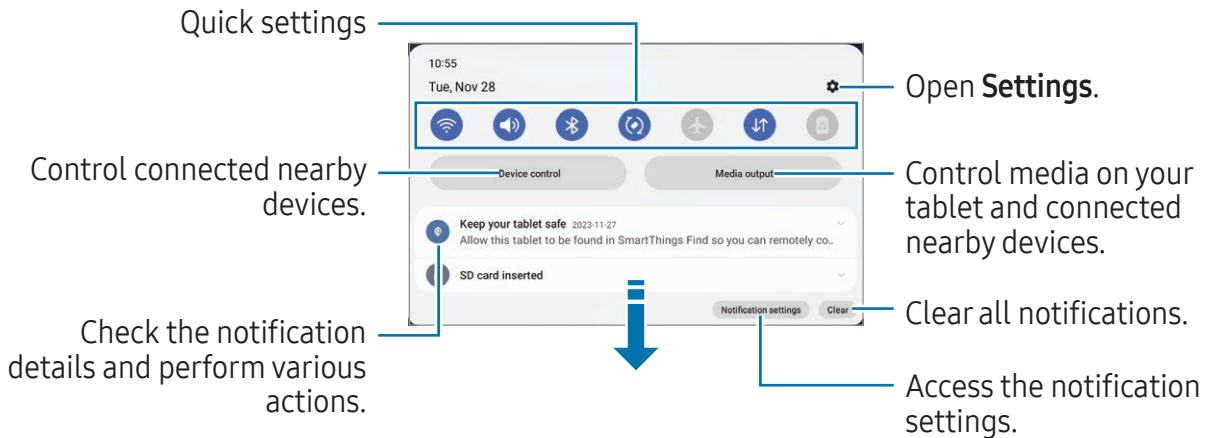 Quick settings
10:55
Tue, Nov 28
Open Settings.
Control connected nearby
devices.
Device control
Media output
Control media on your
tablet and connected
nearby devices.
Keep your tablet safe 2023-11-27
Allow this tablet to be found in SmartThings Find so you can remotely co..
SD card inserted
Notification settings
Clear
Clear all notifications.
Check the notification
details and perform various
actions.
Access the notification
settings.